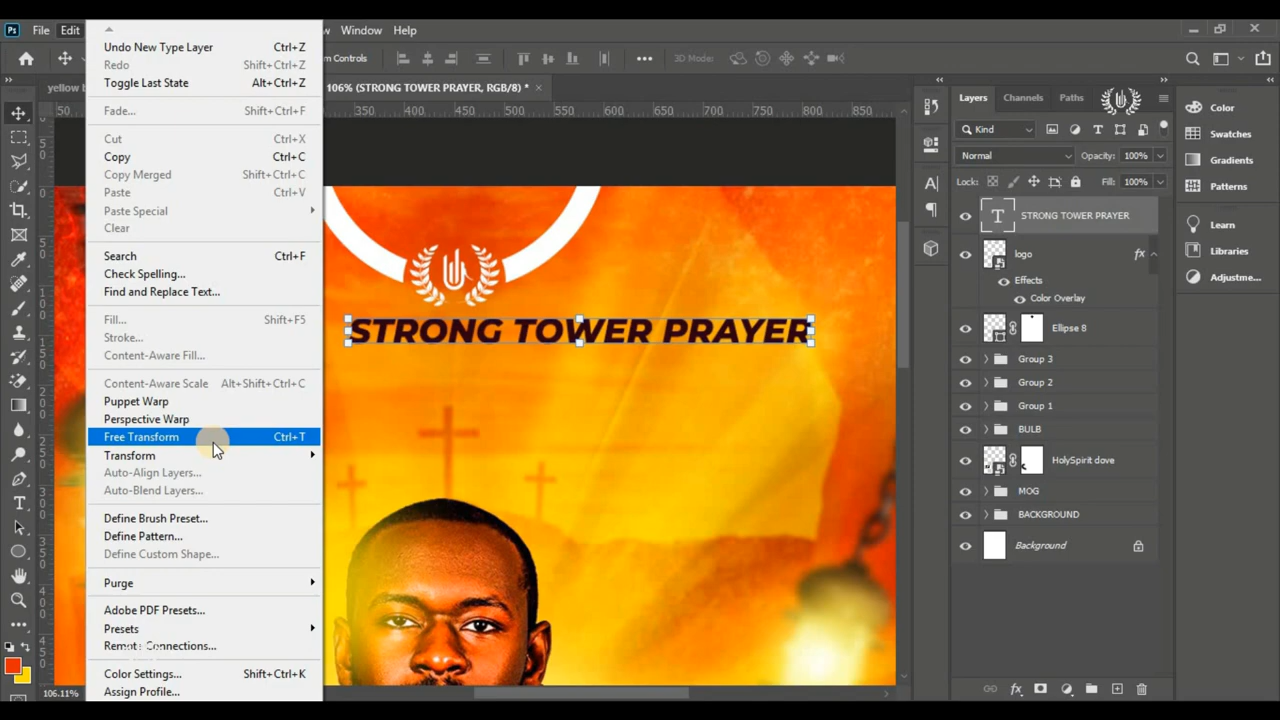 Ps File Edit w Window Help
m Controls 3D Mode:
yellow b
106% (STRONG TOWER PRAYER, RGB/8) * ×
50 350 400 450 500 550 600 650 700 750 800 850
Undo New Type Layer Ctrl+Z
Redo Shift+Ctrl+Z
Toggle Last State Alt+Ctrl+Z
Fade... Shift+Ctrl+F
Cut Ctrl+X
Copy Ctrl+C
Copy Merged Shift+Ctrl+C
Paste Ctrl+V
Paste Special
Clear
Search Ctrl+F
Check Spelling...
Find and Replace Text...
Fill... Shift+F5
Stroke...
Content-Aware Fill...
Content-Aware Scale Alt+Shift+Ctrl+C
Puppet Warp
Perspective Warp
Free Transform Ctrl+T
Transform
Auto-Align Layers...
Auto-Blend Layers...
Define Brush Preset...
Define Pattern...
Define Custom Shape...
Purge
Adobe PDF Presets...
Presets
Remote Connections...
Color Settings... Shift+Ctrl+K
Assign Profile...
106.11%
STRONG TOWER PRAYER
Layers Channels Paths
Kind
Normal Opacity: 100%
Lock: Fill: 100%
STRONG TOWER PRAYER
logo fx
Effects
Color Overlay
Ellipse 8
Group 3
Group 2
Group 1
BULB
HolySpirit dove
MOG
BACKGROUND
Background
fx
Color
Swatches
Gradients
Patterns
Learn
Libraries
Adjustme...